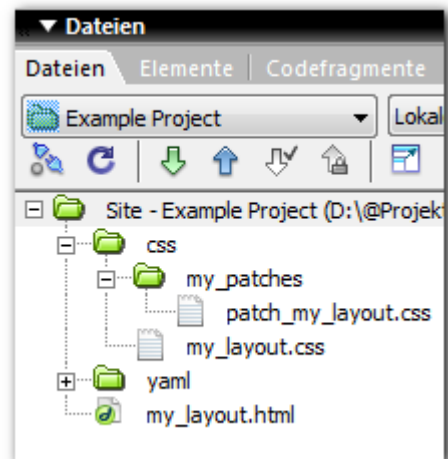 Dateien
Dateien Elemente Codefragmente
Example Project Lokal
Site - Example Project (D:\@Projekt
css
my_patches
patch_my_layout.css
my_layout.css
yaml
my_layout.html